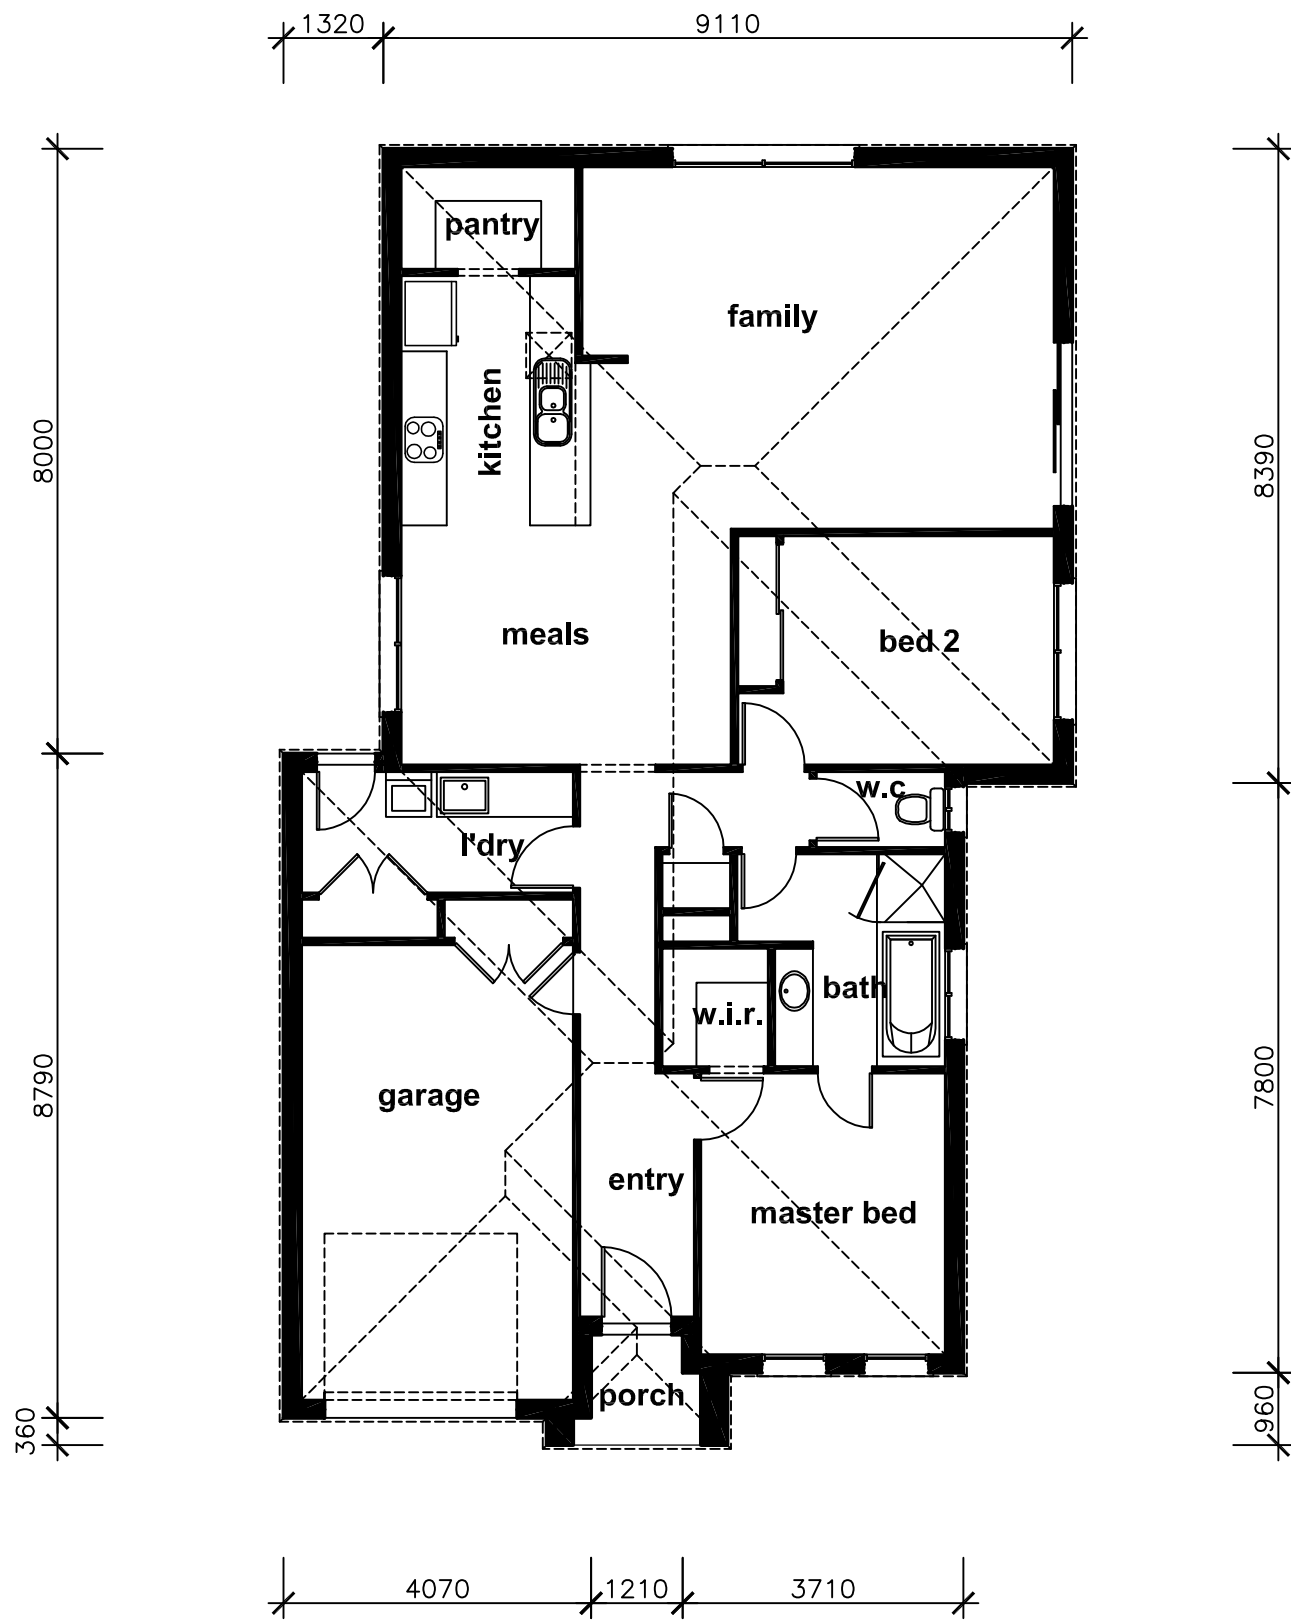 1320
9110
pantry
family
kitchen
8000
8390
meals
bed 2
w.c
l'dry
bath
w.i.r.
8790
7800
garage
entry
master bed
porch
360
960
4070
1210
3710